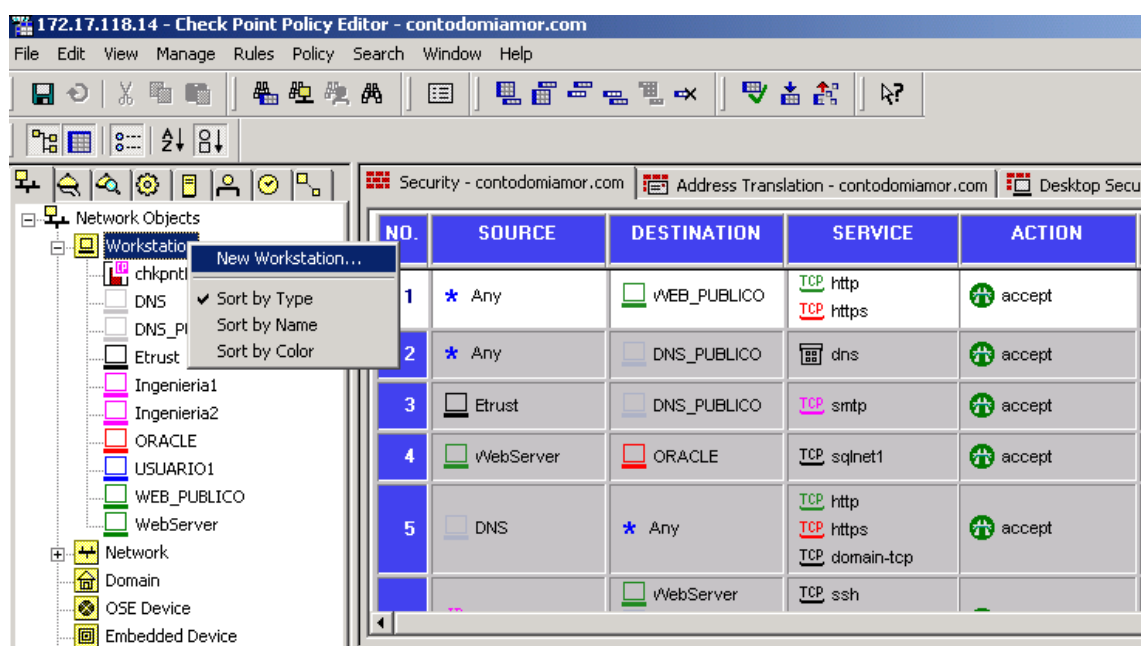 172.17.118.14 - Check Point Policy Editor - contodomiamor.com
File Edit View Manage Rules Policy Search Window Help
Security - contodomiamor.com Address Translation - contodomiamor.com Desktop Secu
Network Objects
Workstation
chkpntl
DNS
DNS_PU
Etrust
Ingenieria1
Ingenieria2
ORACLE
USUARIO1
WEB_PUBLICO
WebServer
Network
Domain
OSE Device
Embedded Device
New Workstation...
Sort by Type
Sort by Name
Sort by Color
NO. SOURCE DESTINATION SERVICE ACTION
1 Any WEB_PUBLICO TCP http accept
TCP https
2 Any DNS_PUBLICO dns accept
3 Etrust DNS_PUBLICO TCP smtp accept
4 WebServer ORACLE TCP sqlnet1 accept
TCP http
5 DNS Any TCP https accept
TCP domain-tcp
WebServer TCP ssh